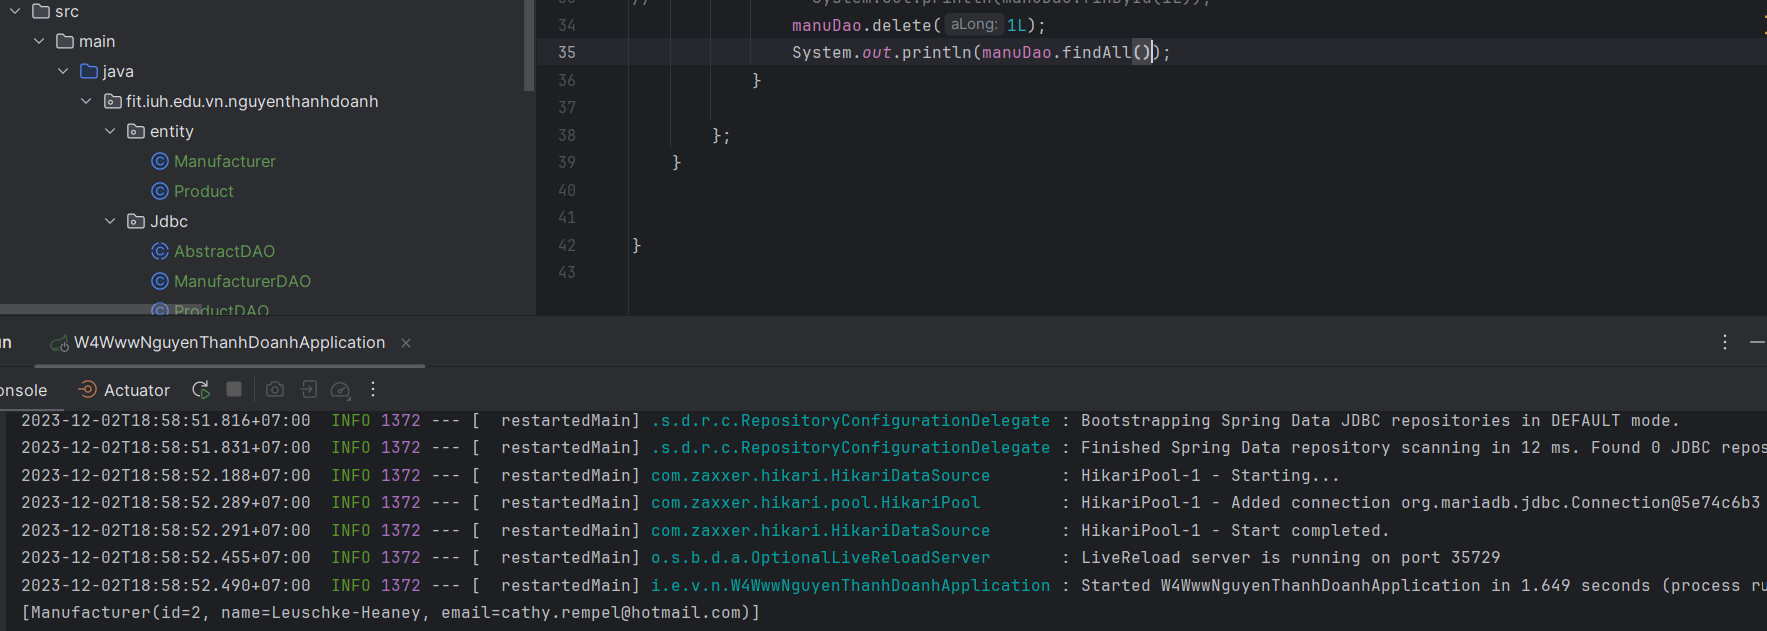 src
main
java
fit.iuh.edu.vn.nguyenthanhdoanh
entity
Manufacturer
Product
Jdbc
AbstractDAO
ManufacturerDAO
ProductDAO
// System.out.println(manuDao.findById(1L));
34 manuDao.delete( aLong: 1L);
35 System.out.println(manuDao.findAll());
36 }
37
38 };
39 }
40
41
42 }
43
W4WwwNguyenThanhDoanhApplication
onsole Actuator
2023-12-02T18:58:51.816+07:00 INFO 1372 --- [ restartedMain] .s.d.r.c.RepositoryConfigurationDelegate : Bootstrapping Spring Data JDBC repositories in DEFAULT mode.
2023-12-02T18:58:51.831+07:00 INFO 1372 --- [ restartedMain] .s.d.r.c.RepositoryConfigurationDelegate : Finished Spring Data repository scanning in 12 ms. Found 0 JDBC repos
2023-12-02T18:58:52.188+07:00 INFO 1372 --- [ restartedMain] com.zaxxer.hikari.HikariDataSource : HikariPool-1 - Starting...
2023-12-02T18:58:52.289+07:00 INFO 1372 --- [ restartedMain] com.zaxxer.hikari.pool.HikariPool : HikariPool-1 - Added connection org.mariadb.jdbc.Connection@5e74c6b3
2023-12-02T18:58:52.291+07:00 INFO 1372 --- [ restartedMain] com.zaxxer.hikari.HikariDataSource : HikariPool-1 - Start completed.
2023-12-02T18:58:52.455+07:00 INFO 1372 --- [ restartedMain] o.s.b.d.a.OptionalLiveReloadServer : LiveReload server is running on port 35729
2023-12-02T18:58:52.490+07:00 INFO 1372 --- [ restartedMain] i.e.v.n.W4WwwNguyenThanhDoanhApplication : Started W4WwwNguyenThanhDoanhApplication in 1.649 seconds (process ru
[Manufacturer(id=2, name=Leuschke-Heaney, email=cathy.rempel@hotmail.com)]